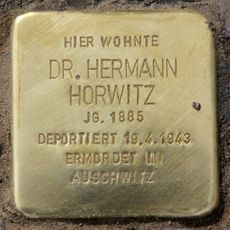 HIER WOHNTE
DR. HERMANN
HORWITZ
JG. 1885
DEPORTIERT 19.4.1943
ERMORDET IN
AUSCHWITZ